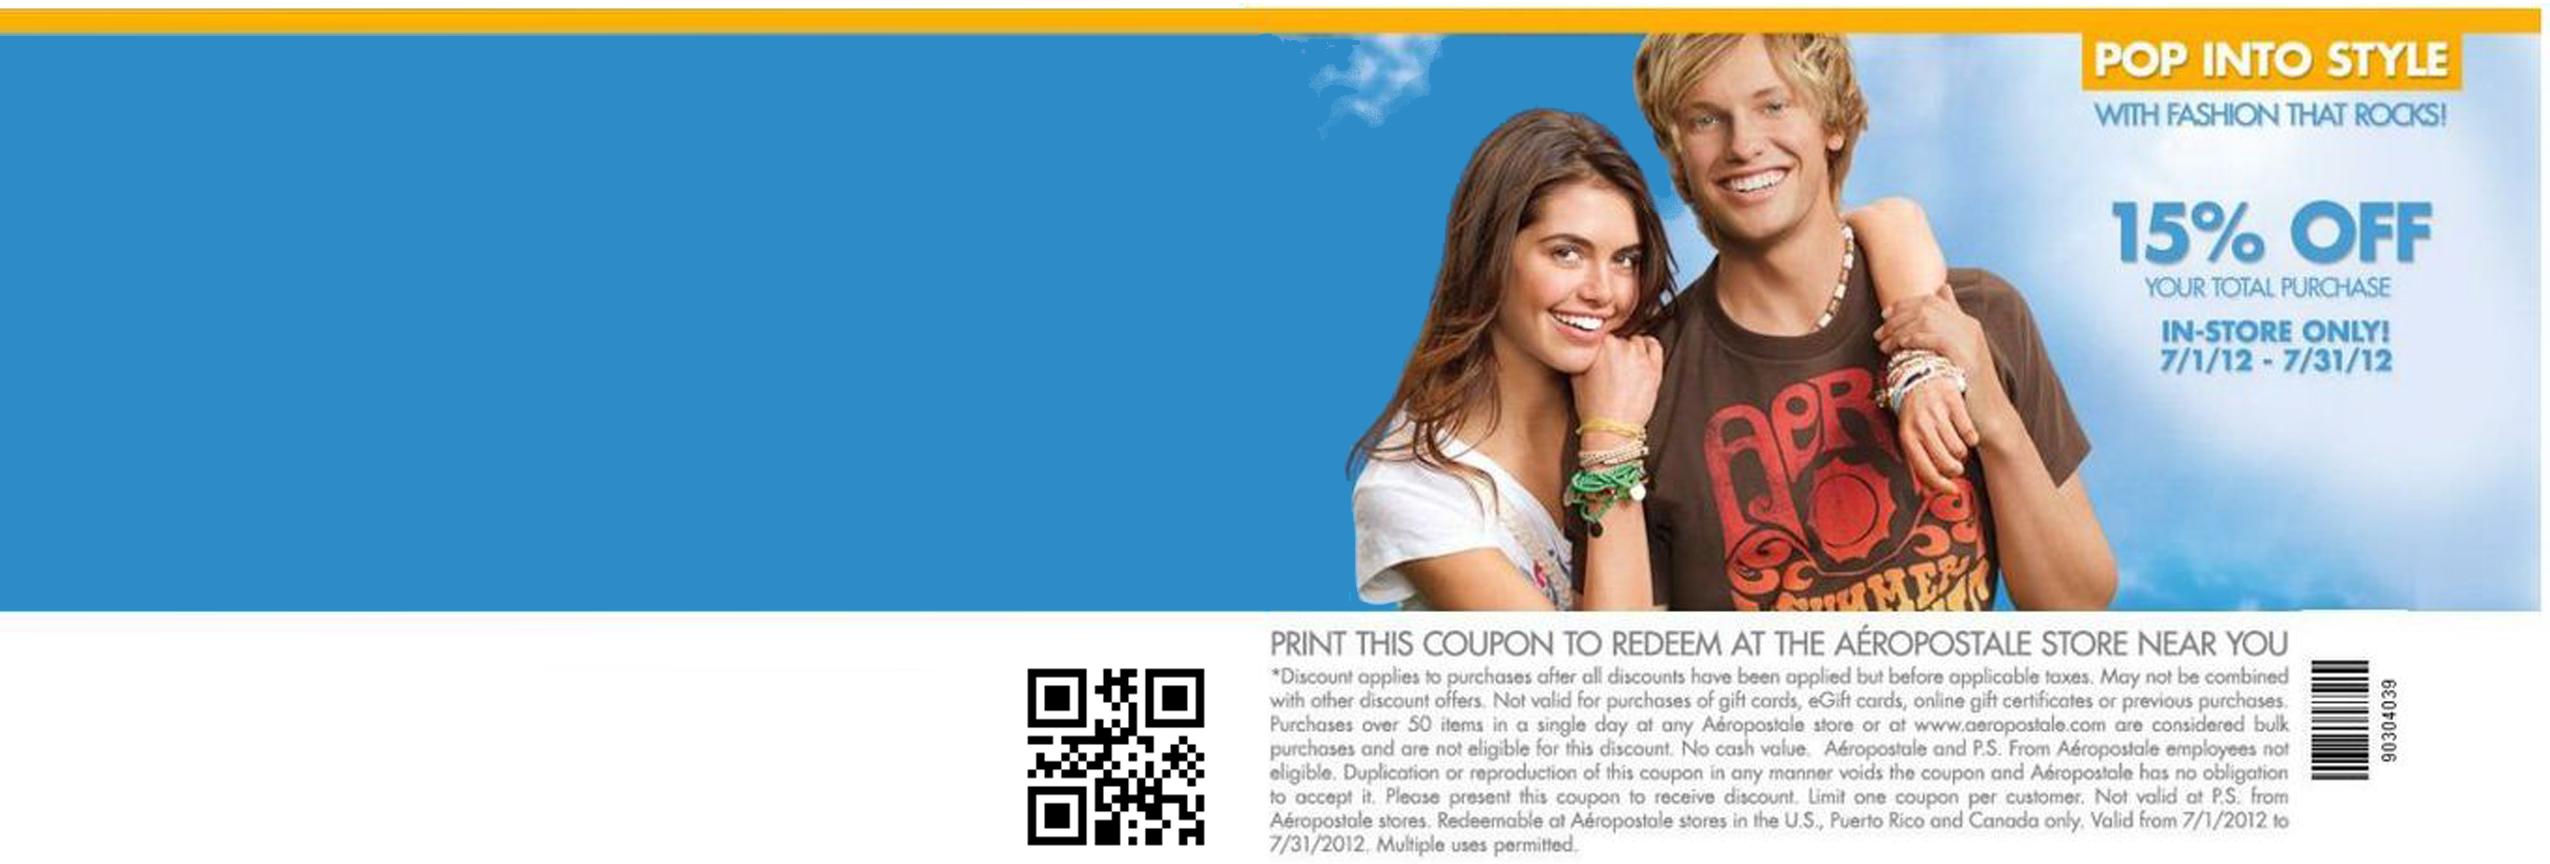 POP INTO STYLE
WITH FASHION THAT ROCKS!
15% OFF
YOUR TOTAL PURCHASE
IN-STORE ONLY!
7/1/12 - 7/31/12
AER
SUMMER
PRINT THIS COUPON TO REDEEM AT THE AÉROPOSTALE STORE NEAR YOU
*Discount applies to purchases after all discounts have been applied but before applicable taxes. May not be combined
with other discount offers. Not valid for purchases of gift cards, eGift cards, online gift certificates or previous purchases.
Purchases over 50 items in a single day at any Aéropostale store or at www.aeropostale.com are considered bulk
purchases and are not eligible for this discount. No cash value. Aéropostale and P.S. From Aéropostale employees not
eligible. Duplication or reproduction of this coupon in any manner voids the coupon and Aéropostale has no obligation
to accept it. Please present this coupon to receive discount. Limit one coupon per customer. Not valid at P.S. from
Aéropostale stores. Redeemable at Aéropostale stores in the U.S., Puerto Rico and Canada only. Valid from 7/1/2012 to
7/31/2012. Multiple uses permitted.
90304039